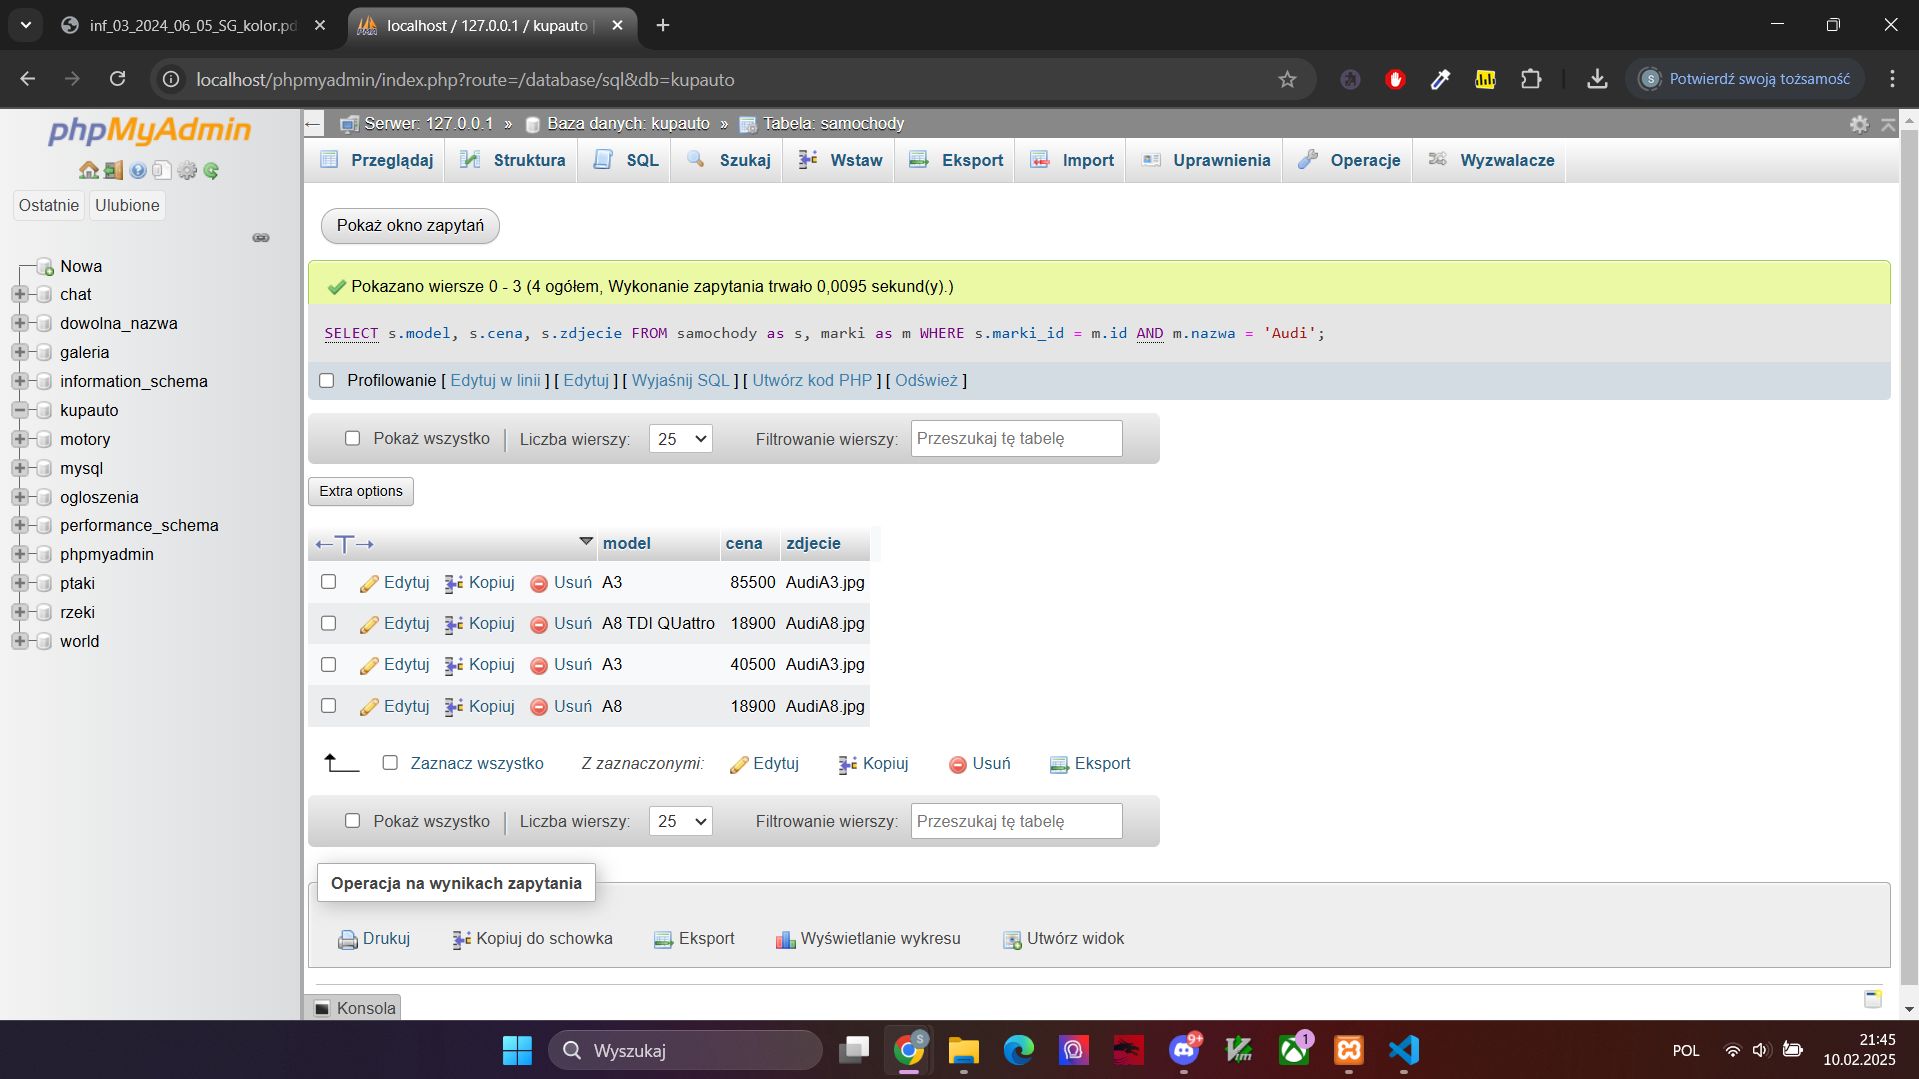 inf_03_2024_06_05_SG_kolor.pd
localhost / 127.0.0.1 / kupauto |
localhost/phpmyadmin/index.php?route=/database/sql&db=kupauto
S Potwierdź swoją tożsamość
phpMyAdmin
Ostatnie Ulubione
Nowa
chat
dowolna_nazwa
galeria
information_schema
kupauto
motory
mysql
ogloszenia
performance_schema
phpmyadmin
ptaki
rzeki
world
Serwer: 127.0.0.1 » Baza danych: kupauto » Tabela: samochody
Przeglądaj Struktura SQL Szukaj Wstaw Eksport Import Uprawnienia Operacje Wyzwalacze
Pokaż okno zapytań
Pokazano wiersze 0 - 3 (4 ogółem, Wykonanie zapytania trwało 0,0095 sekund(y).)
SELECT s.model, s.cena, s.zdjecie FROM samochody as s, marki as m WHERE s.marki_id = m.id AND m.nazwa = 'Audi';
Profilowanie [ Edytuj w linii ] [ Edytuj ] [ Wyjaśnij SQL ] [ Utwórz kod PHP ] [ Odśwież ]
Pokaż wszystko | Liczba wierszy: 25 Filtrowanie wierszy: Przeszukaj tę tabelę
Extra options
←T→ model cena zdjecie
Edytuj Kopiuj Usuń A3 85500 AudiA3.jpg
Edytuj Kopiuj Usuń A8 TDI QUattro 18900 AudiA8.jpg
Edytuj Kopiuj Usuń A3 40500 AudiA3.jpg
Edytuj Kopiuj Usuń A8 18900 AudiA8.jpg
Zaznacz wszystko Z zaznaczonymi: Edytuj Kopiuj Usuń Eksport
Pokaż wszystko | Liczba wierszy: 25 Filtrowanie wierszy: Przeszukaj tę tabelę
Operacja na wynikach zapytania
Drukuj Kopiuj do schowka Eksport Wyświetlanie wykresu Utwórz widok
Konsola
Wyszukaj
S
9+
Vim
1
POL
21:45
10.02.2025